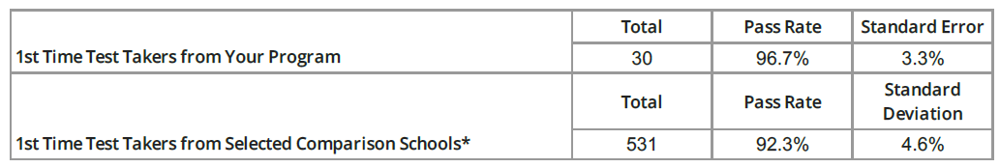 Total Pass Rate Standard Error
1st Time Test Takers from Your Program 30 96.7% 3.3%
Total Pass Rate Standard
Deviation
1st Time Test Takers from Selected Comparison Schools* 531 92.3% 4.6%